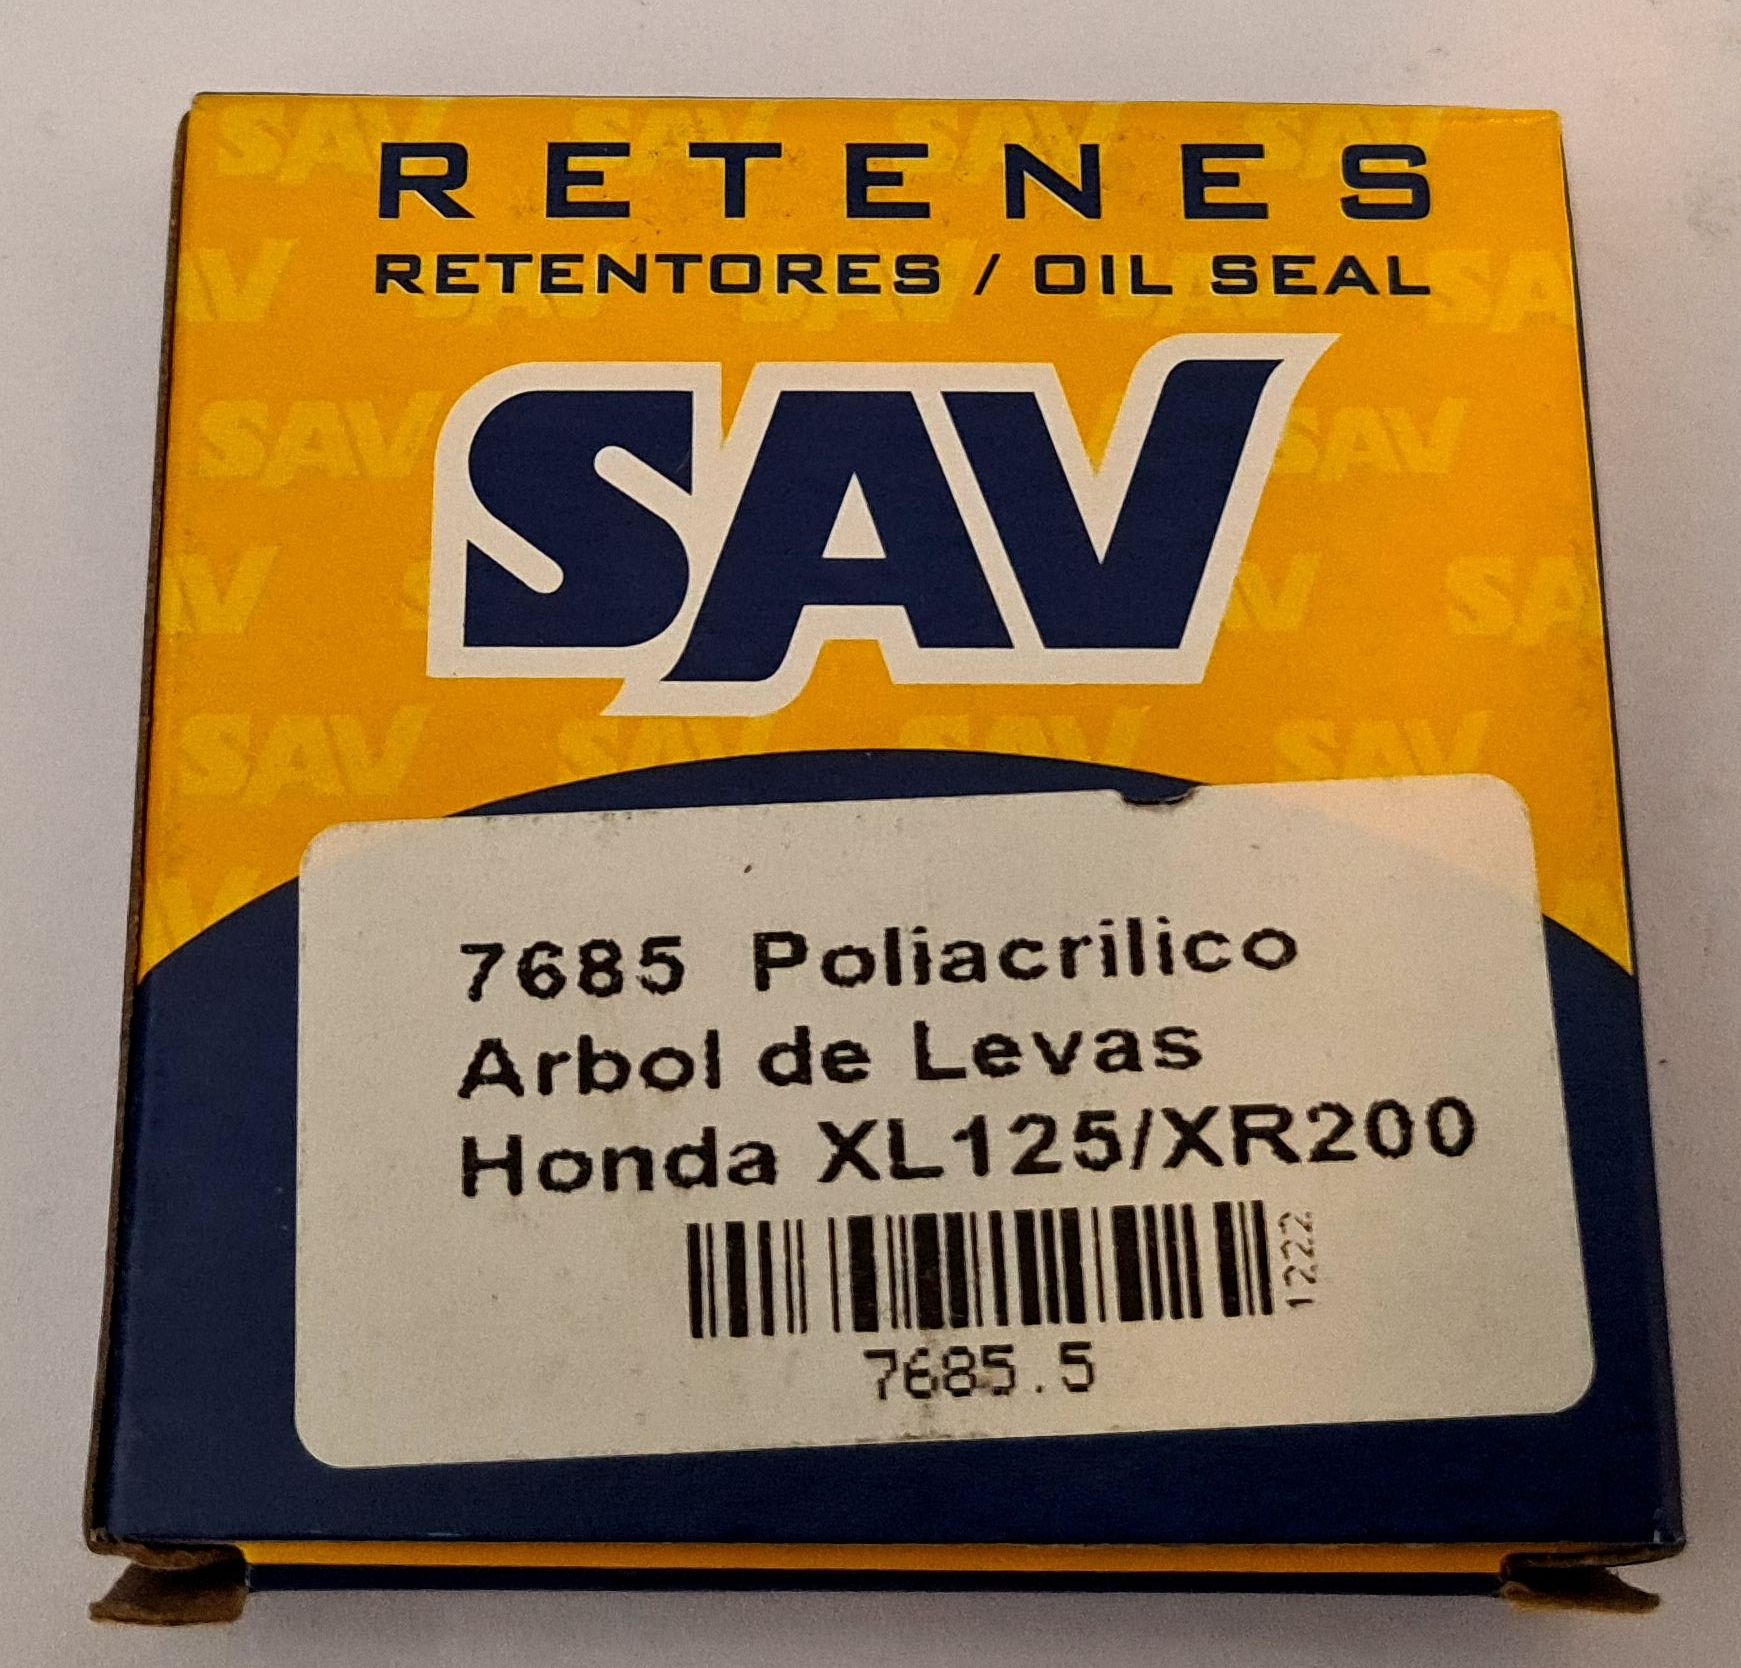 RETENES
RETENTORES / OIL SEAL
SAV
7685 Poliacrilico
Arbol de Levas
Honda XL125/XR200
1222
7685.5